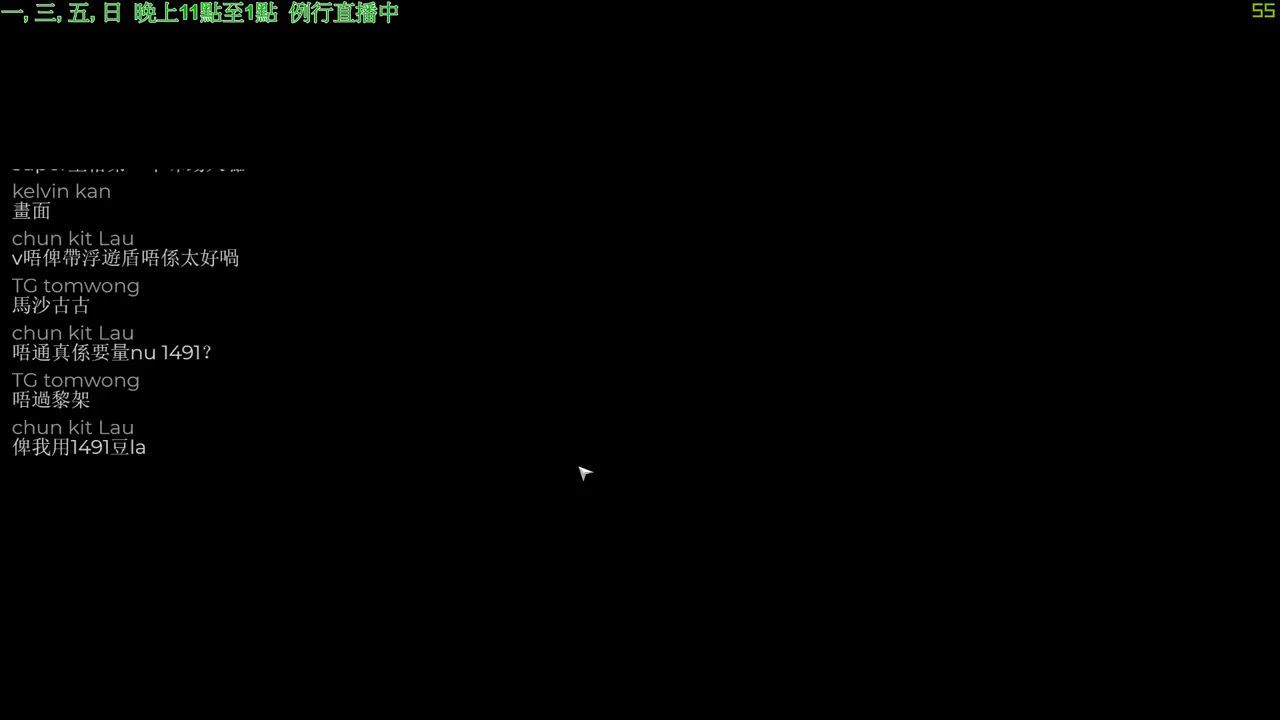 一, 三, 五, 日 晚上11點至1點 例行直播中
55
kelvin kan
畫面
chun kit Lau
v唔俾帶浮遊盾唔係太好喎
TG tomwong
馬沙古古
chun kit Lau
唔通真係要量nu 1491？
TG tomwong
唔過黎架
chun kit Lau
俾我用1491豆la